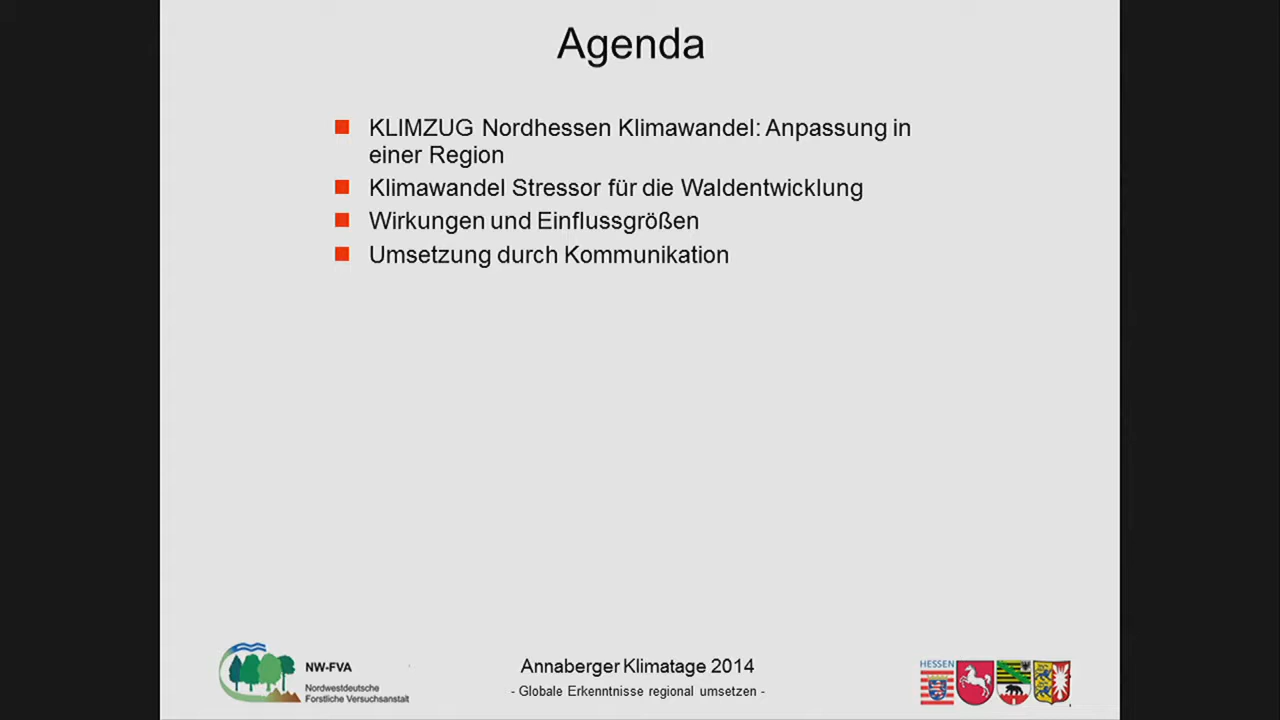 Agenda
KLIMZUG Nordhessen Klimawandel: Anpassung in
einer Region
Klimawandel Stressor für die Waldentwicklung
Wirkungen und Einflussgrößen
Umsetzung durch Kommunikation
NW-FVA
Nordwestdeutsche
Forstliche Versuchsanstalt
Annaberger Klimatage 2014
- Globale Erkenntnisse regional umsetzen -
HESSEN